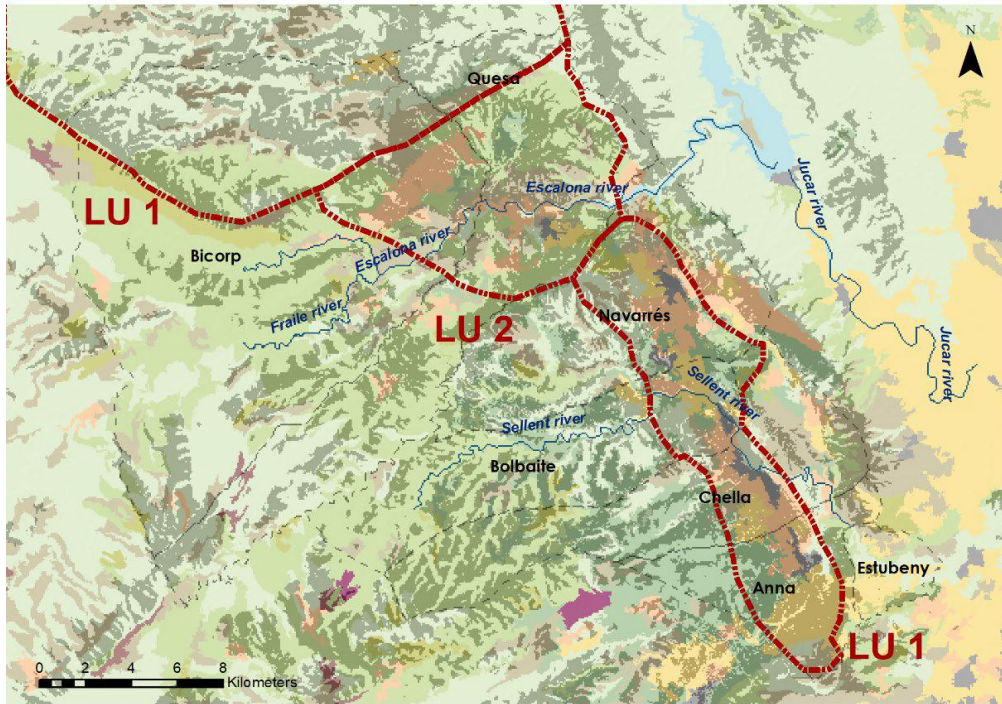 N
Quesa
Jucar river
Escalona river
LU 1
Bicorp
Escalona river
Fraile river
LU 2
Navarrés
Jucar river
Sellent river
Sellent river
Bolbaite
Chella
Estubeny
Anna
LU 1
0 2 4 6 8
Kilometers